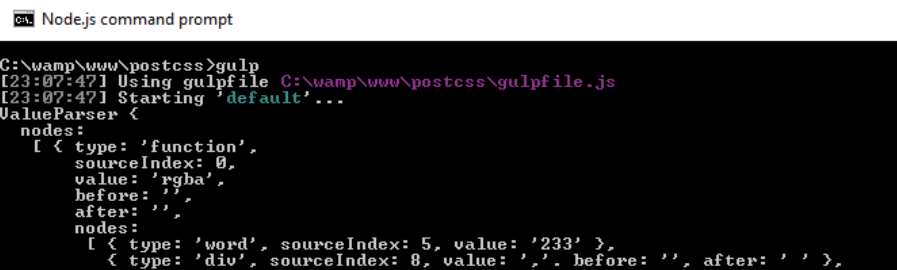 Node.js command prompt
C:\wamp\www\postcss>gulp
[23:07:47] Using gulpfile C:\wamp\www\postcss\gulpfile.js
[23:07:47] Starting 'default'...
ValueParser {
  nodes:
   [ { type: 'function',
       sourceIndex: 0,
       value: 'rgba',
       before: '',
       after: '',
       nodes:
        [ { type: 'word', sourceIndex: 5, value: '233' },
          { type: 'div', sourceIndex: 8, value: ',', before: '', after: ' ' },